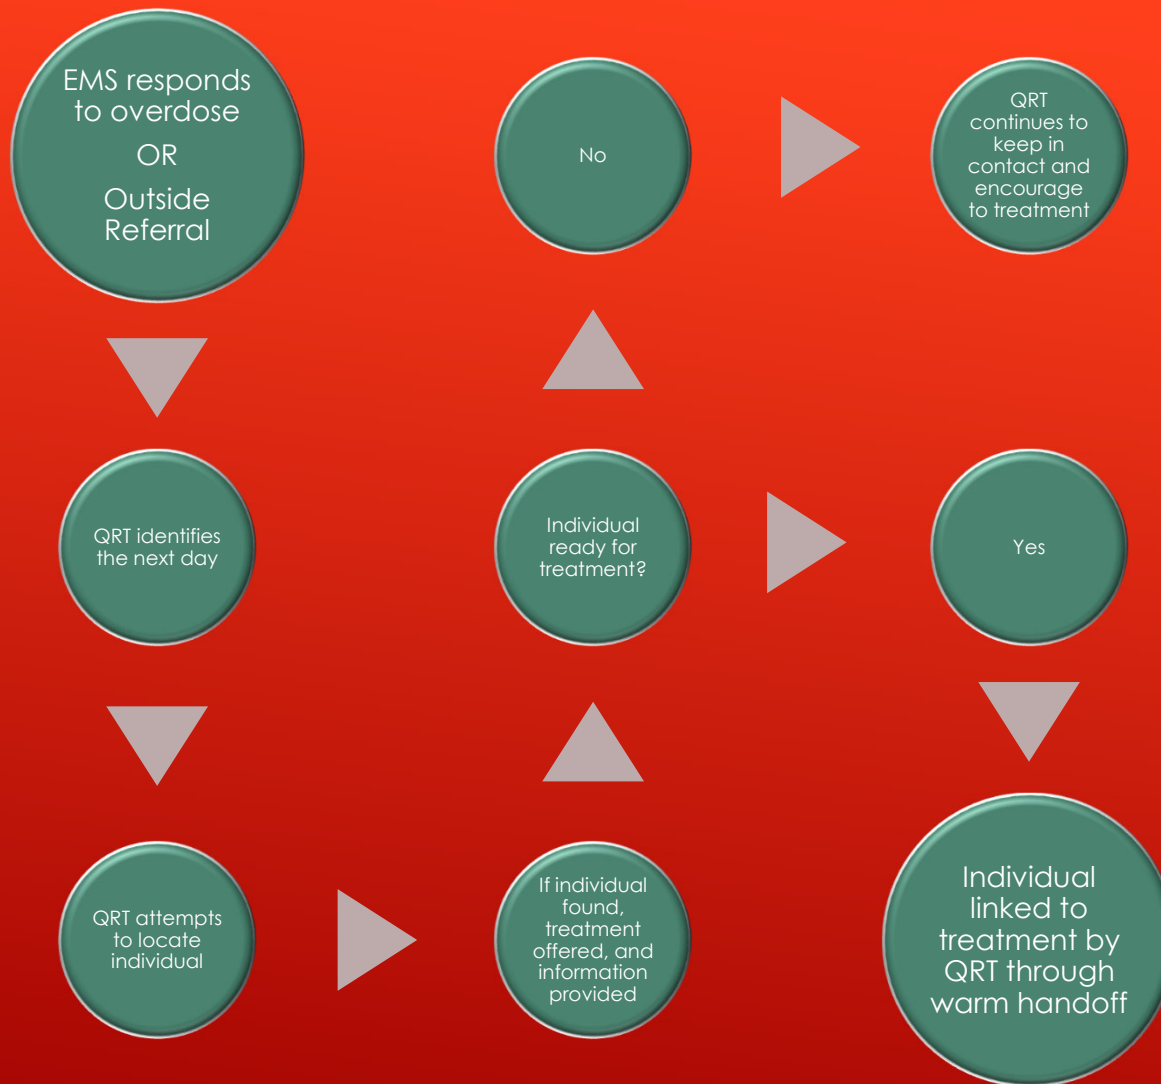 EMS responds
to overdose
OR
Outside
Referral
QRT identifies
the next day
QRT attempts
to locate
individual
If individual
found,
treatment
offered, and
information
provided
Individual
ready for
treatment?
No
QRT
continues to
keep in
contact and
encourage
to treatment
Yes
Individual
linked to
treatment by
QRT through
warm handoff